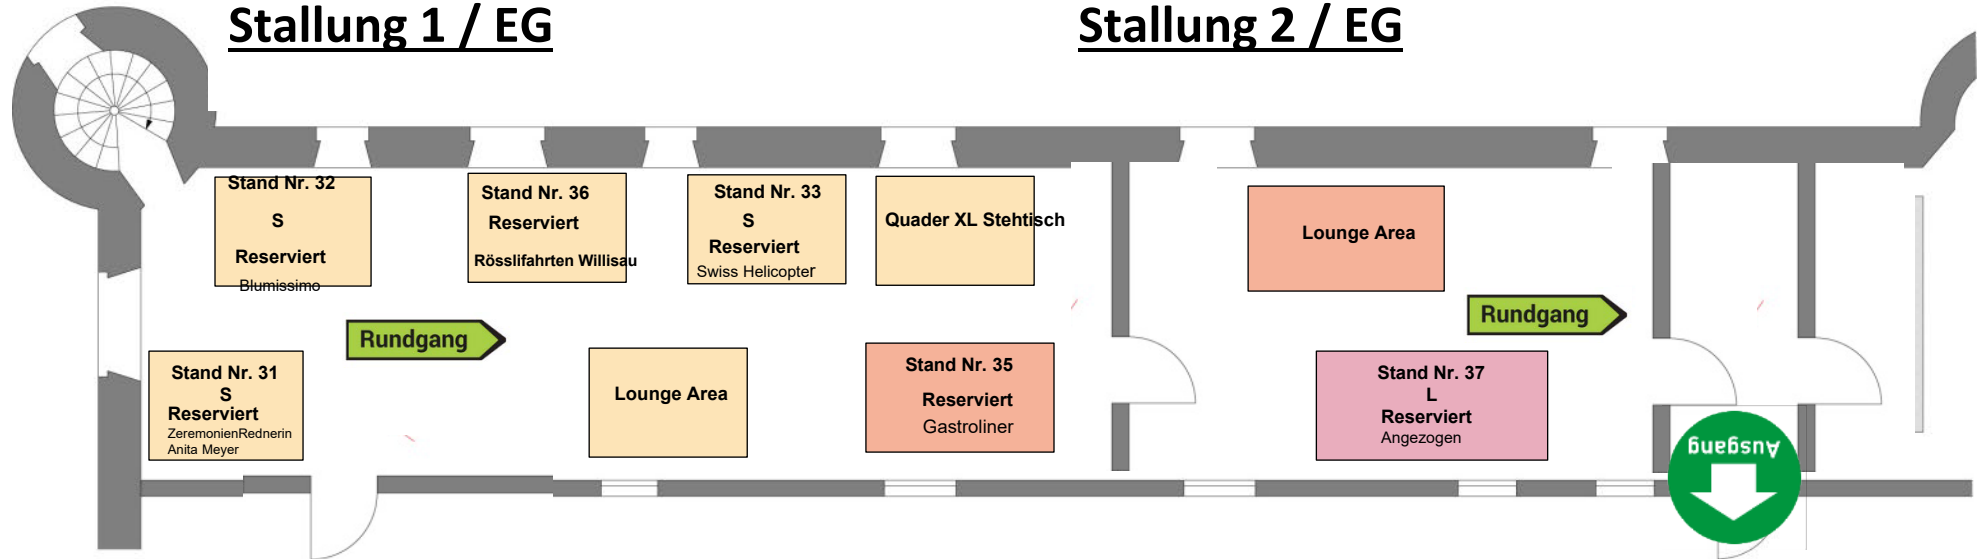 Stallung 1 / EG
Stallung 2 / EG
Stand Nr. 32
S
Reserviert
Blumissimo
Stand Nr. 36
Reserviert
Rösslifahrten Willisau
Stand Nr. 33
S
Reserviert
Swiss Helicopter
Quader XL Stehtisch
Lounge Area
Rundgang
Rundgang
Stand Nr. 31
S
Reserviert
ZeremonienRednerin
Anita Meyer
Lounge Area
Stand Nr. 35
Reserviert
Gastroliner
Stand Nr. 37
L
Reserviert
Angezogen
Ausgang